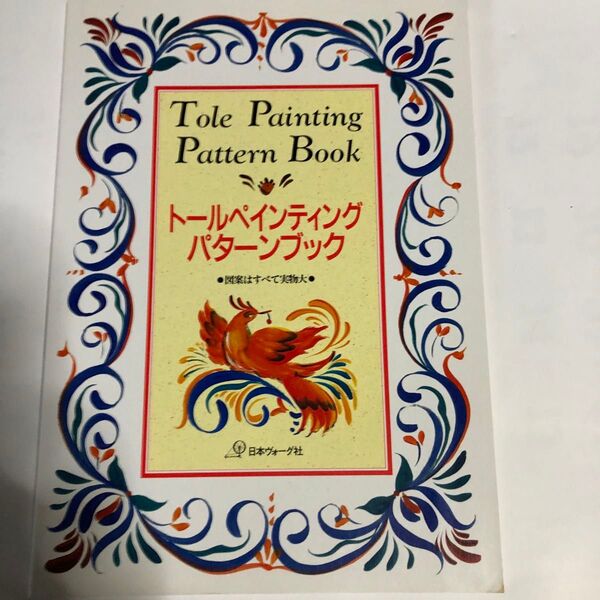 Tole Painting
Pattern Book
トールペインティング
パターンブック
●図案はすべて実物大●
日本ヴォーグ社